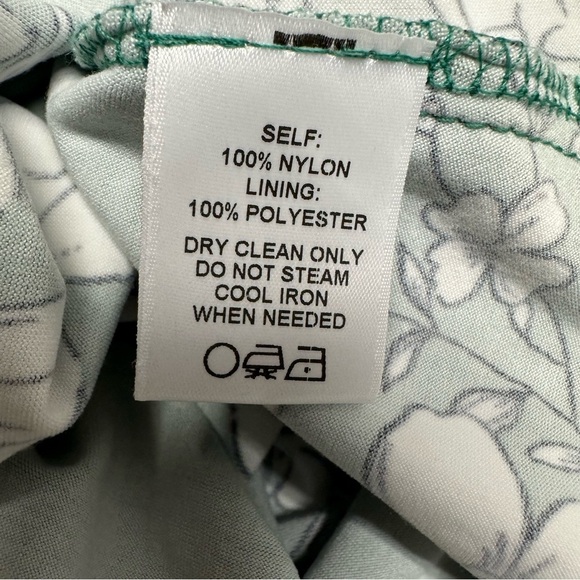 SELF:
100% NYLON
LINING:
100% POLYESTER
DRY CLEAN ONLY
DO NOT STEAM
COOL IRON
WHEN NEEDED